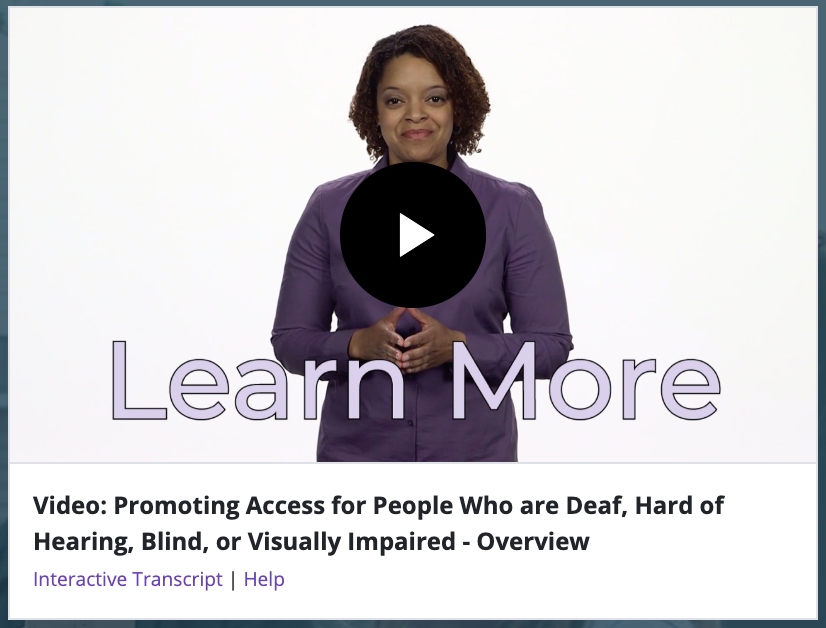 Learn More
Video: Promoting Access for People Who are Deaf, Hard of
Hearing, Blind, or Visually Impaired - Overview
Interactive Transcript | Help